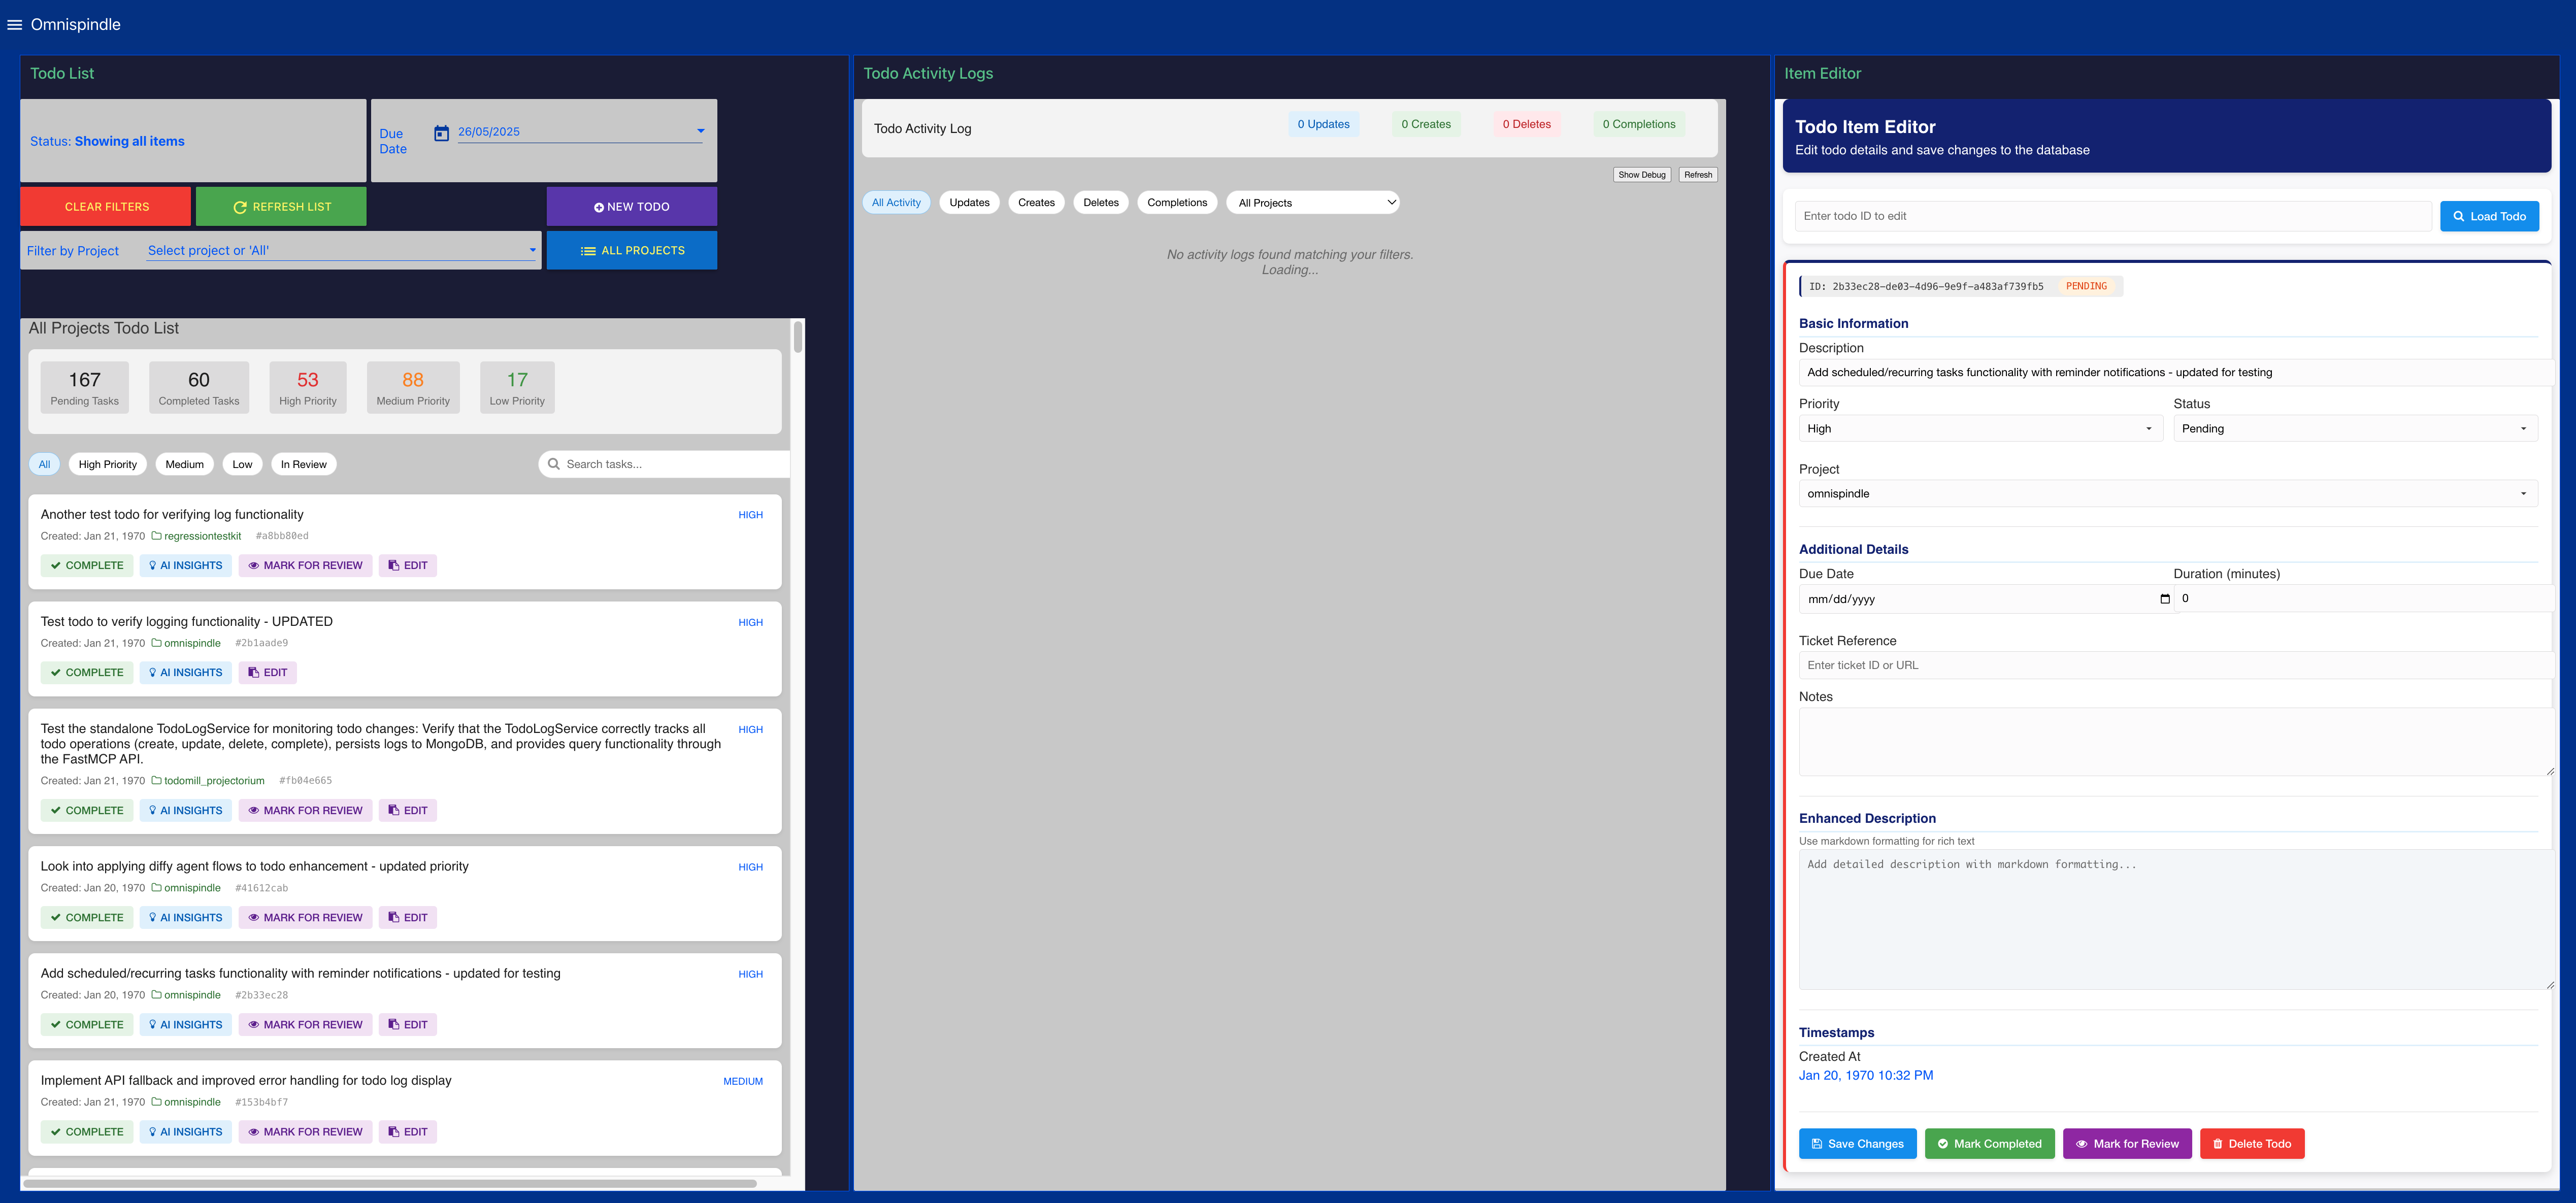 Omnispindle
Todo List
Status: Showing all items
Due
Date
26/05/2025
CLEAR FILTERS
REFRESH LIST
NEW TODO
Filter by Project
Select project or 'All'
ALL PROJECTS
All Projects Todo List
167
Pending Tasks
60
Completed Tasks
53
High Priority
88
Medium Priority
17
Low Priority
All
High Priority
Medium
Low
In Review
Search tasks...
Another test todo for verifying log functionality
HIGH
Created: Jan 21, 1970 regressiontestkit #a8bb80ed
COMPLETE AI INSIGHTS MARK FOR REVIEW EDIT
Test todo to verify logging functionality - UPDATED
HIGH
Created: Jan 21, 1970 omnispindle #2b1aade9
COMPLETE AI INSIGHTS EDIT
Test the standalone TodoLogService for monitoring todo changes: Verify that the TodoLogService correctly tracks all
HIGH
todo operations (create, update, delete, complete), persists logs to MongoDB, and provides query functionality through
the FastMCP API.
Created: Jan 21, 1970 todomill_projectorium #fb04e665
COMPLETE AI INSIGHTS MARK FOR REVIEW EDIT
Look into applying diffy agent flows to todo enhancement - updated priority
HIGH
Created: Jan 20, 1970 omnispindle #41612cab
COMPLETE AI INSIGHTS MARK FOR REVIEW EDIT
Add scheduled/recurring tasks functionality with reminder notifications - updated for testing
HIGH
Created: Jan 20, 1970 omnispindle #2b33ec28
COMPLETE AI INSIGHTS MARK FOR REVIEW EDIT
Implement API fallback and improved error handling for todo log display
MEDIUM
Created: Jan 21, 1970 omnispindle #153b4bf7
COMPLETE AI INSIGHTS MARK FOR REVIEW EDIT
Todo Activity Logs
Todo Activity Log
0 Updates
0 Creates
0 Deletes
0 Completions
Show Debug
Refresh
All Activity
Updates
Creates
Deletes
Completions
All Projects
No activity logs found matching your filters.
Loading...
Item Editor
Todo Item Editor
Edit todo details and save changes to the database
Enter todo ID to edit
Load Todo
ID: 2b33ec28-de03-4d96-9e9f-a483af739fb5
PENDING
Basic Information
Description
Add scheduled/recurring tasks functionality with reminder notifications - updated for testing
Priority
Status
High
Pending
Project
omnispindle
Additional Details
Due Date
Duration (minutes)
mm/dd/yyyy
0
Ticket Reference
Enter ticket ID or URL
Notes
Enhanced Description
Use markdown formatting for rich text
Add detailed description with markdown formatting...
Timestamps
Created At
Jan 20, 1970 10:32 PM
Save Changes
Mark Completed
Mark for Review
Delete Todo